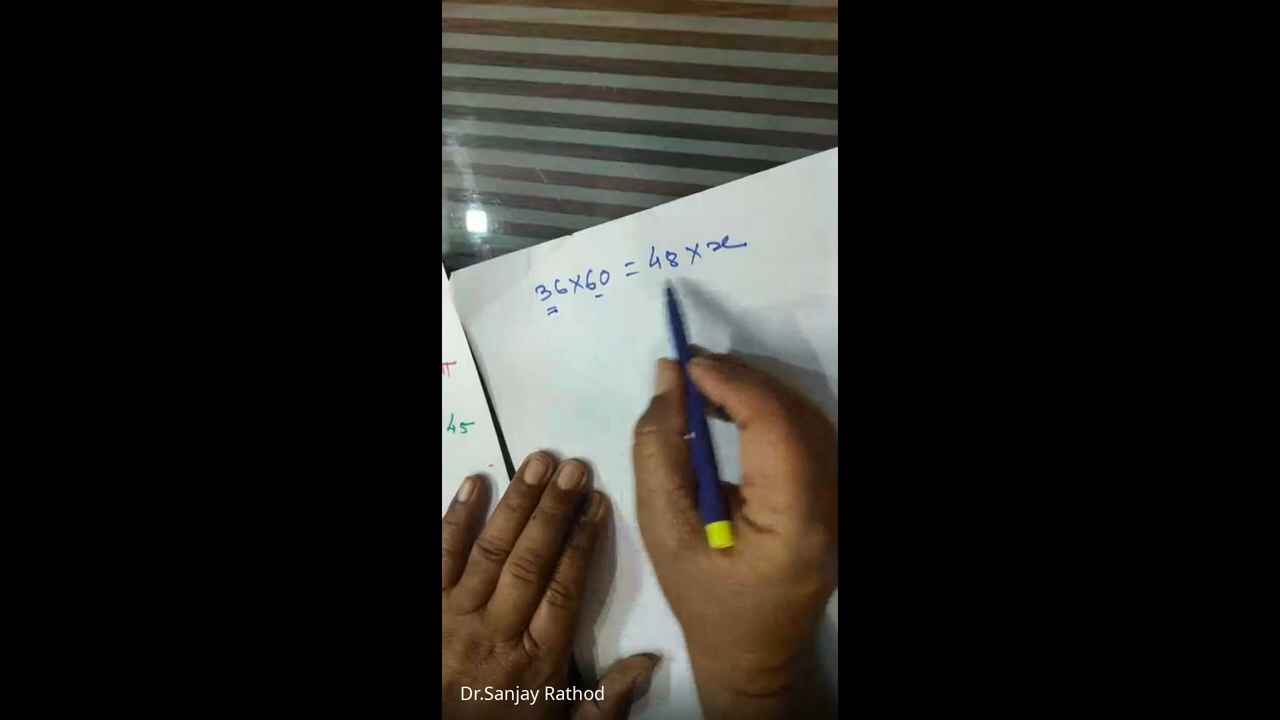 36×60 = 48×x
π
45
Dr.Sanjay Rathod